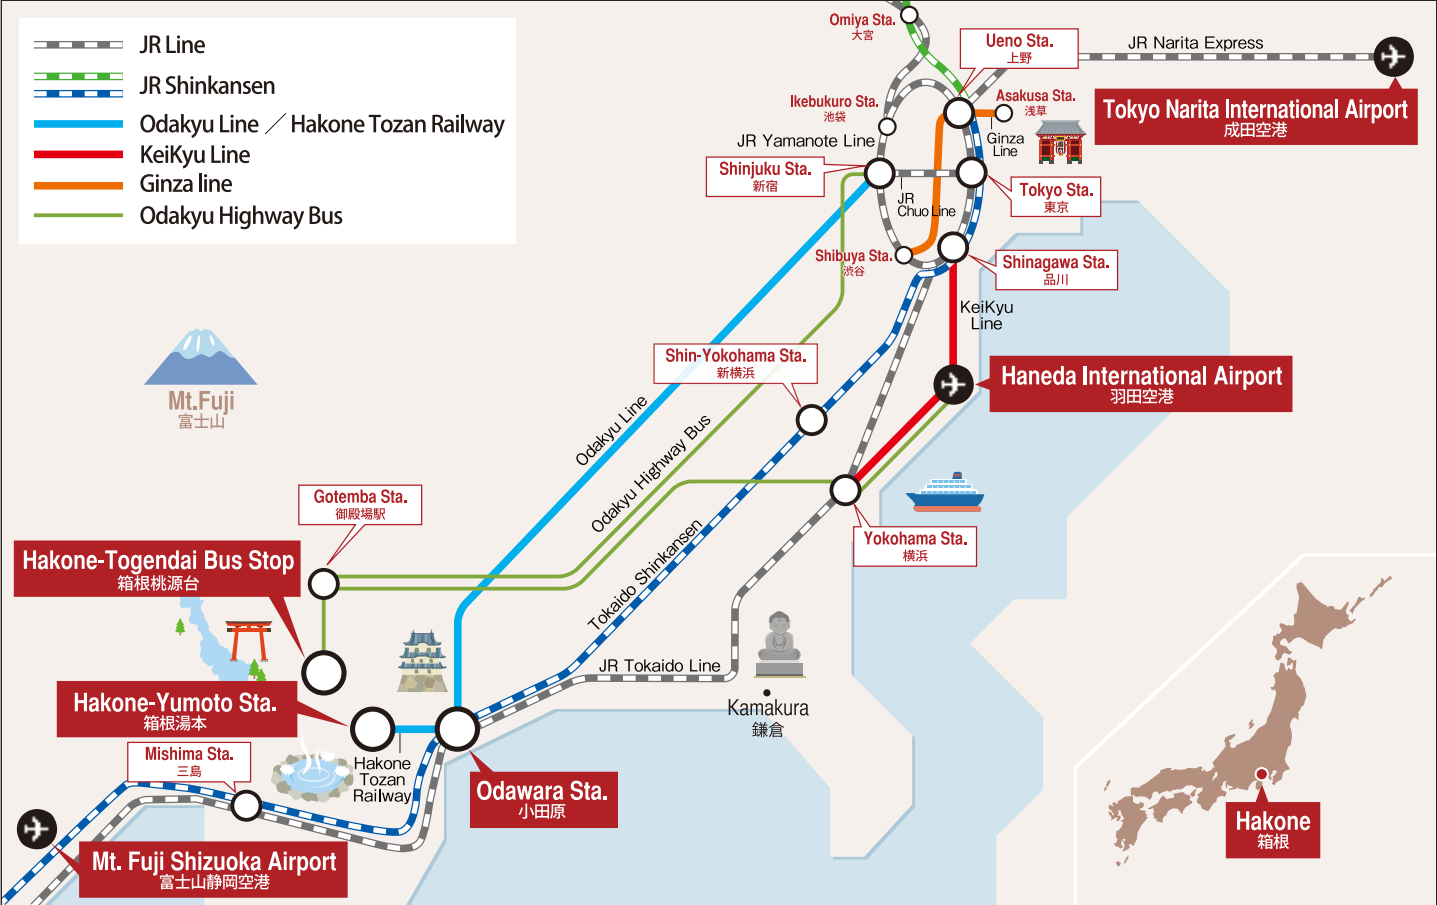 JR Line
JR Shinkansen
Odakyu Line ／ Hakone Tozan Railway
KeiKyu Line
Ginza line
Odakyu Highway Bus
Omiya Sta.
大宮
Ueno Sta.
上野
JR Narita Express
Tokyo Narita International Airport
成田空港
Ikebukuro Sta.
池袋
Asakusa Sta.
浅草
Ginza
Line
JR Yamanote Line
Shinjuku Sta.
新宿
JR
Chuo Line
Tokyo Sta.
東京
Shibuya Sta.
渋谷
Shinagawa Sta.
品川
KeiKyu
Line
Shin-Yokohama Sta.
新横浜
Haneda International Airport
羽田空港
Mt.Fuji
富士山
Odakyu Line
Odakyu Highway Bus
Gotemba Sta.
御殿場駅
Tokaido Shinkansen
Yokohama Sta.
横浜
Hakone-Togendai Bus Stop
箱根桃源台
JR Tokaido Line
Kamakura
鎌倉
Hakone-Yumoto Sta.
箱根湯本
Mishima Sta.
三島
Hakone
Tozan
Railway
Odawara Sta.
小田原
Mt. Fuji Shizuoka Airport
富士山静岡空港
Hakone
箱根